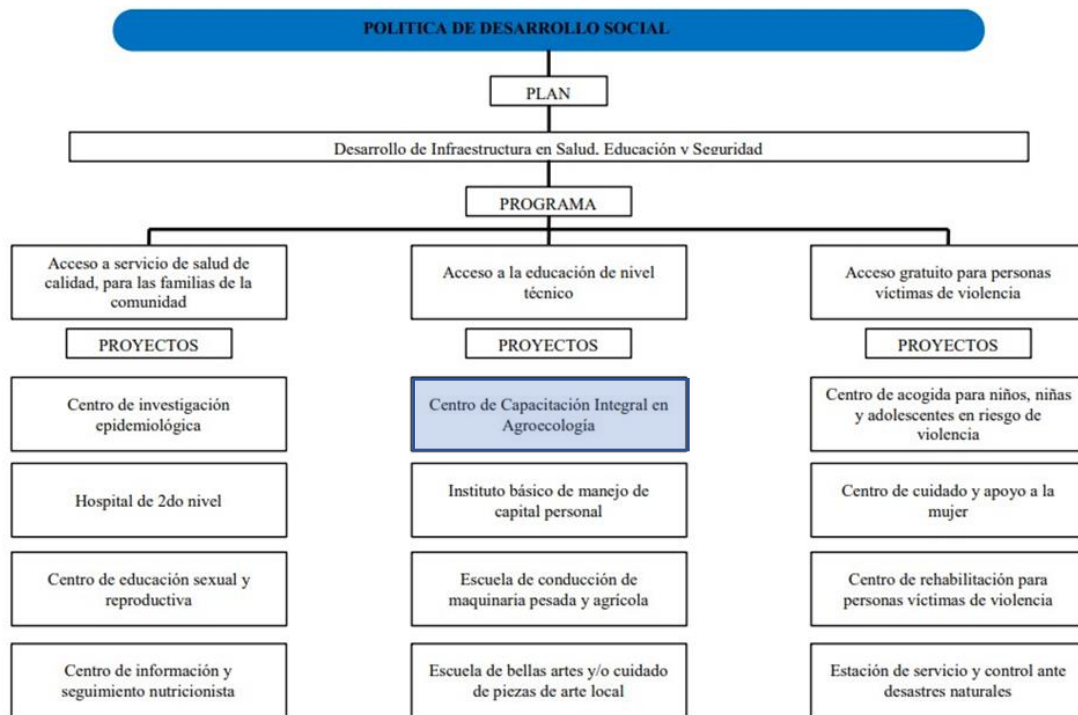 POLITICA DE DESARROLLO SOCIAL
PLAN
Desarrollo de Infraestructura en Salud, Educación y Seguridad
PROGRAMA
Acceso a servicio de salud de
calidad, para las familias de la
comunidad
PROYECTOS
Centro de investigación
epidemiológica
Hospital de 2do nivel
Centro de educación sexual y
reproductiva
Centro de información y
seguimiento nutricionista
Acceso a la educación de nivel
técnico
PROYECTOS
Centro de Capacitación Integral en
Agroecología
Instituto básico de manejo de
capital personal
Escuela de conducción de
maquinaria pesada y agrícola
Escuela de bellas artes y/o cuidado
de piezas de arte local
Acceso gratuito para personas
víctimas de violencia
PROYECTOS
Centro de acogida para niños, niñas
y adolescentes en riesgo de
violencia
Centro de cuidado y apoyo a la
mujer
Centro de rehabilitación para
personas víctimas de violencia
Estación de servicio y control ante
desastres naturales